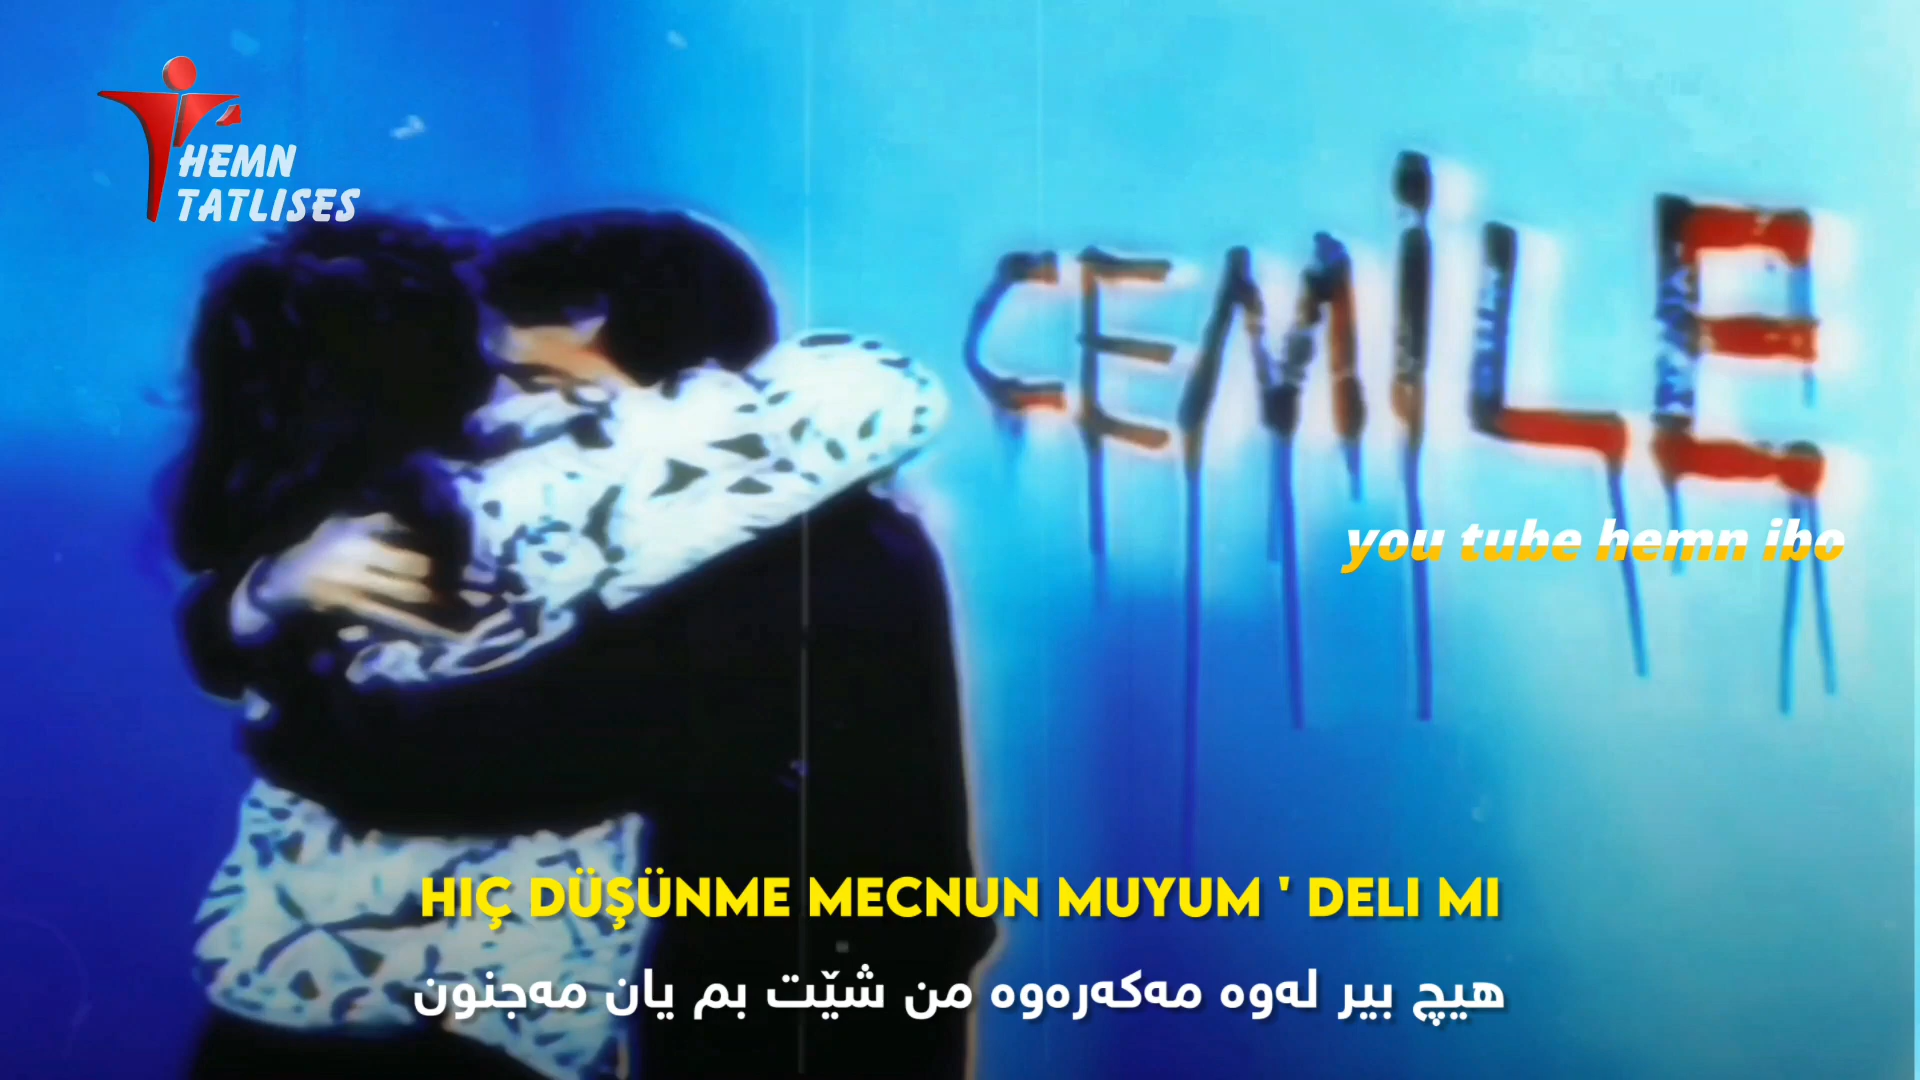 HEMN
TATLISES
CEMİLE
you tube hemn ibo
HIÇ DÜŞÜNME MECNUN MUYUM ' DELI MI
هیچ بیر لەوە مەکەرەوە من شێت بم یان مەجنون